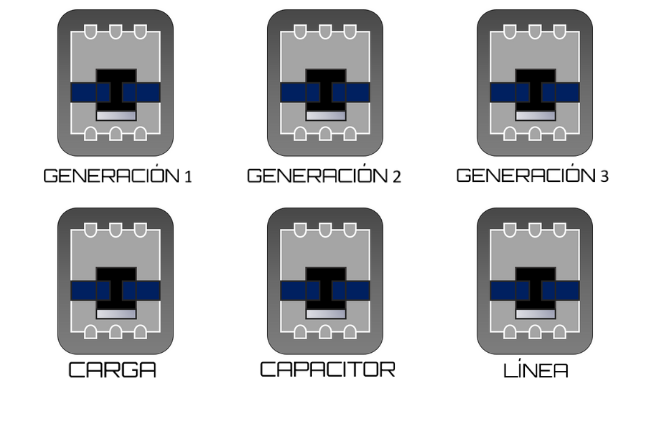 GENERACIÓN 1
GENERACIÓN 2
GENERACIÓN 3
CARGA
CAPACITOR
LÍNEA